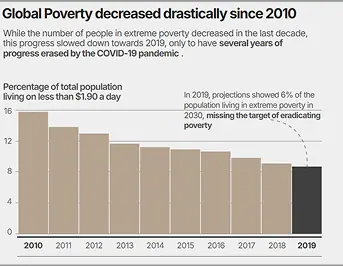 Global Poverty decreased drastically since 2010
While the number of people in extreme poverty decreased in the last decade,
this progress slowed down towards 2019, only to have several years of
progress erased by the COVID-19 pandemic .
Percentage of total population
living on less than $1.90 a day
In 2019, projections showed 6% of the
population living in extreme poverty in
2030, missing the target of eradicating
poverty
16
12
8
4
0
2010 2011 2012 2013 2014 2015 2016 2017 2018 2019